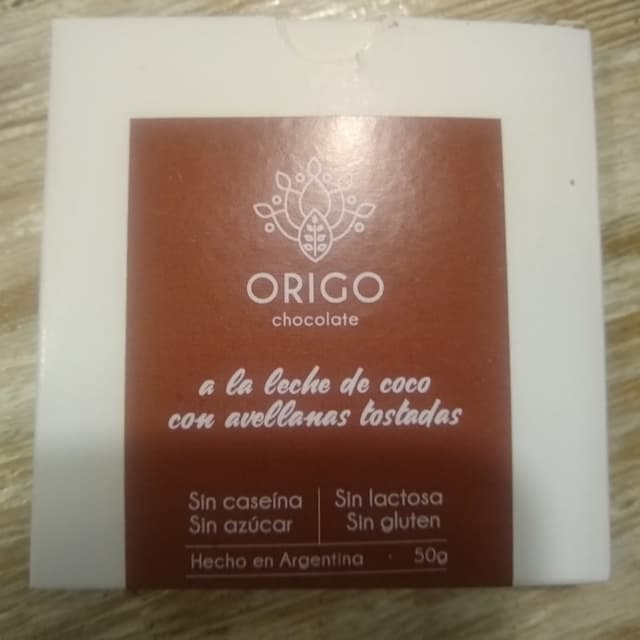 ORIGO
chocolate
a la leche de coco
con avellanas tostadas
Sin caseína | Sin lactosa
Sin azúcar | Sin gluten
Hecho en Argentina · 50g